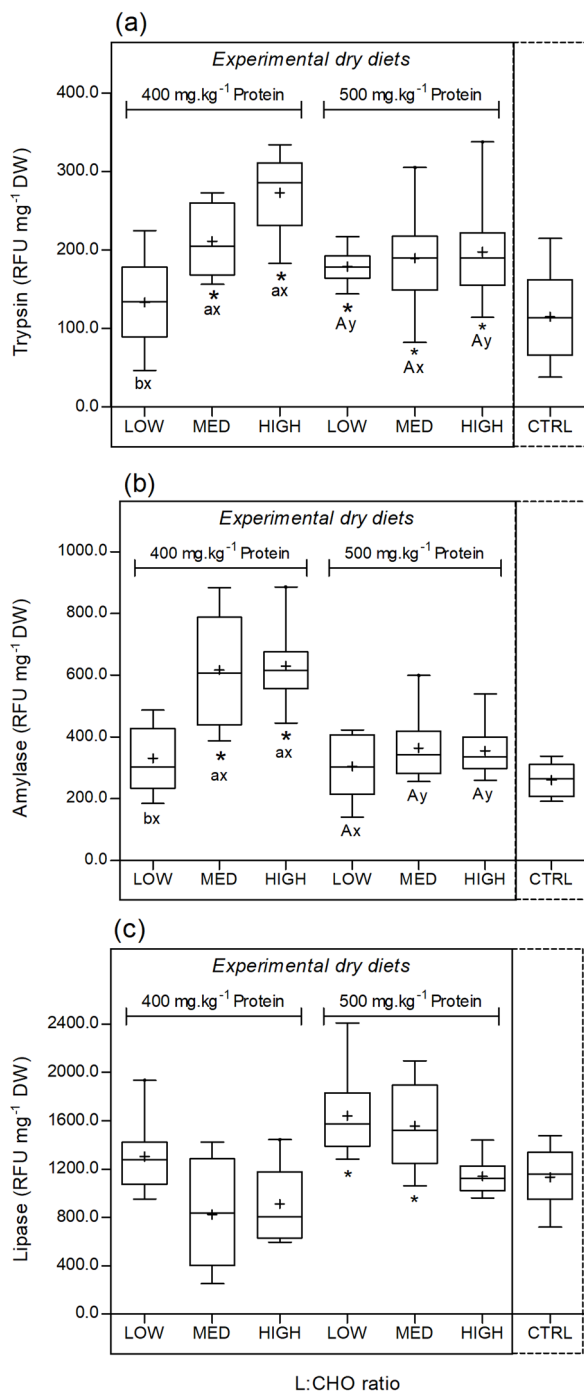 (a)
Experimental dry diets
400 mg.kg⁻¹ Protein 500 mg.kg⁻¹ Protein
Trypsin (RFU mg⁻¹ DW)
400.0
300.0
200.0
100.0
0.0
bx
*
ax
*
ax
*
Ay
*
Ax
*
Ay
LOW MED HIGH LOW MED HIGH CTRL
(b)
Experimental dry diets
400 mg.kg⁻¹ Protein 500 mg.kg⁻¹ Protein
Amylase (RFU mg⁻¹ DW)
1000.0
800.0
600.0
400.0
200.0
0.0
bx
*
ax
*
ax
Ax
Ay
Ay
LOW MED HIGH LOW MED HIGH CTRL
(c)
Experimental dry diets
400 mg.kg⁻¹ Protein 500 mg.kg⁻¹ Protein
Lipase (RFU mg⁻¹ DW)
2400.0
2000.0
1600.0
1200.0
800.0
400.0
0.0
*
*
LOW MED HIGH LOW MED HIGH CTRL
L:CHO ratio